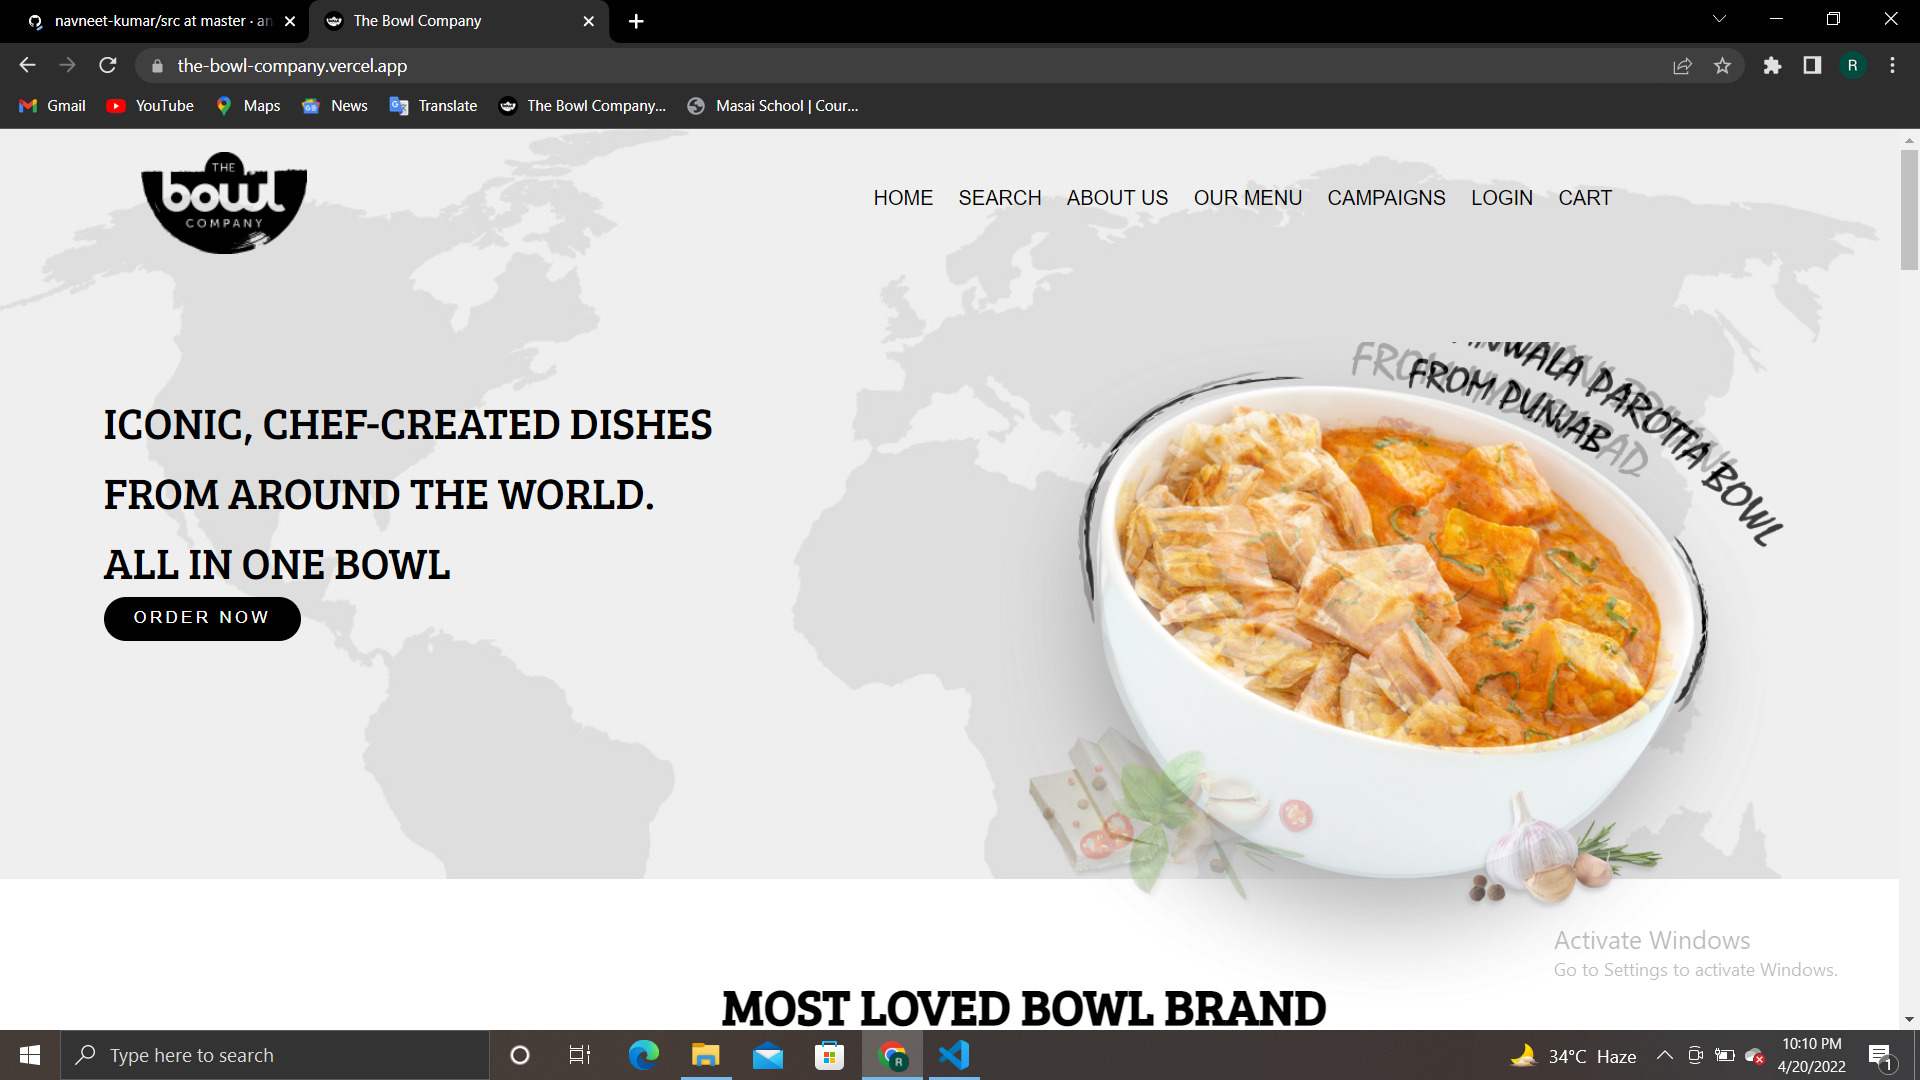 navneet-kumar/src at master · an
The Bowl Company
the-bowl-company.vercel.app
R
Gmail
YouTube
Maps
News
Translate
The Bowl Company...
Masai School | Cour...
THE
bowl
COMPANY
HOME
SEARCH
ABOUT US
OUR MENU
CAMPAIGNS
LOGIN
CART
PAROTTA BOWL
FROM PUNJAB
ICONIC, CHEF-CREATED DISHES
FROM AROUND THE WORLD.
ALL IN ONE BOWL
ORDER NOW
Activate Windows
Go to Settings to activate Windows.
MOST LOVED BOWL BRAND
Type here to search
R
34°C Haze
10:10 PM
4/20/2022
1